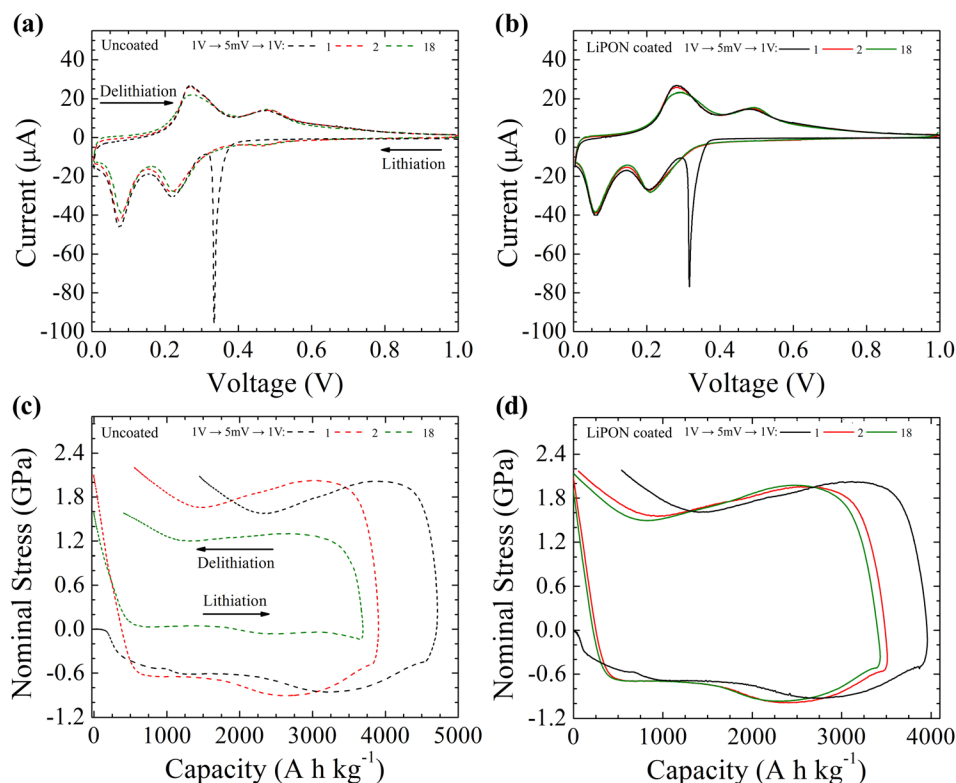 (a)
Uncoated 1V → 5mV → 1V: 1 2 18
Delithiation
Lithiation
40
20
0
-20
-40
-60
-80
-100
Current (μA)
0.0 0.2 0.4 0.6 0.8 1.0
Voltage (V)
(b)
LiPON coated 1V → 5mV → 1V: 1 2 18
40
20
0
-20
-40
-60
-80
-100
Current (μA)
0.0 0.2 0.4 0.6 0.8 1.0
Voltage (V)
(c)
Uncoated 1V → 5mV → 1V: 1 2 18
2.4
1.8
1.2
0.6
0.0
-0.6
-1.2
Nominal Stress (GPa)
Delithiation
Lithiation
0 1000 2000 3000 4000 5000
Capacity (A h kg⁻¹)
(d)
LiPON coated 1V → 5mV → 1V: 1 2 18
2.4
1.8
1.2
0.6
0.0
-0.6
-1.2
Nominal Stress (GPa)
0 1000 2000 3000 4000
Capacity (A h kg⁻¹)